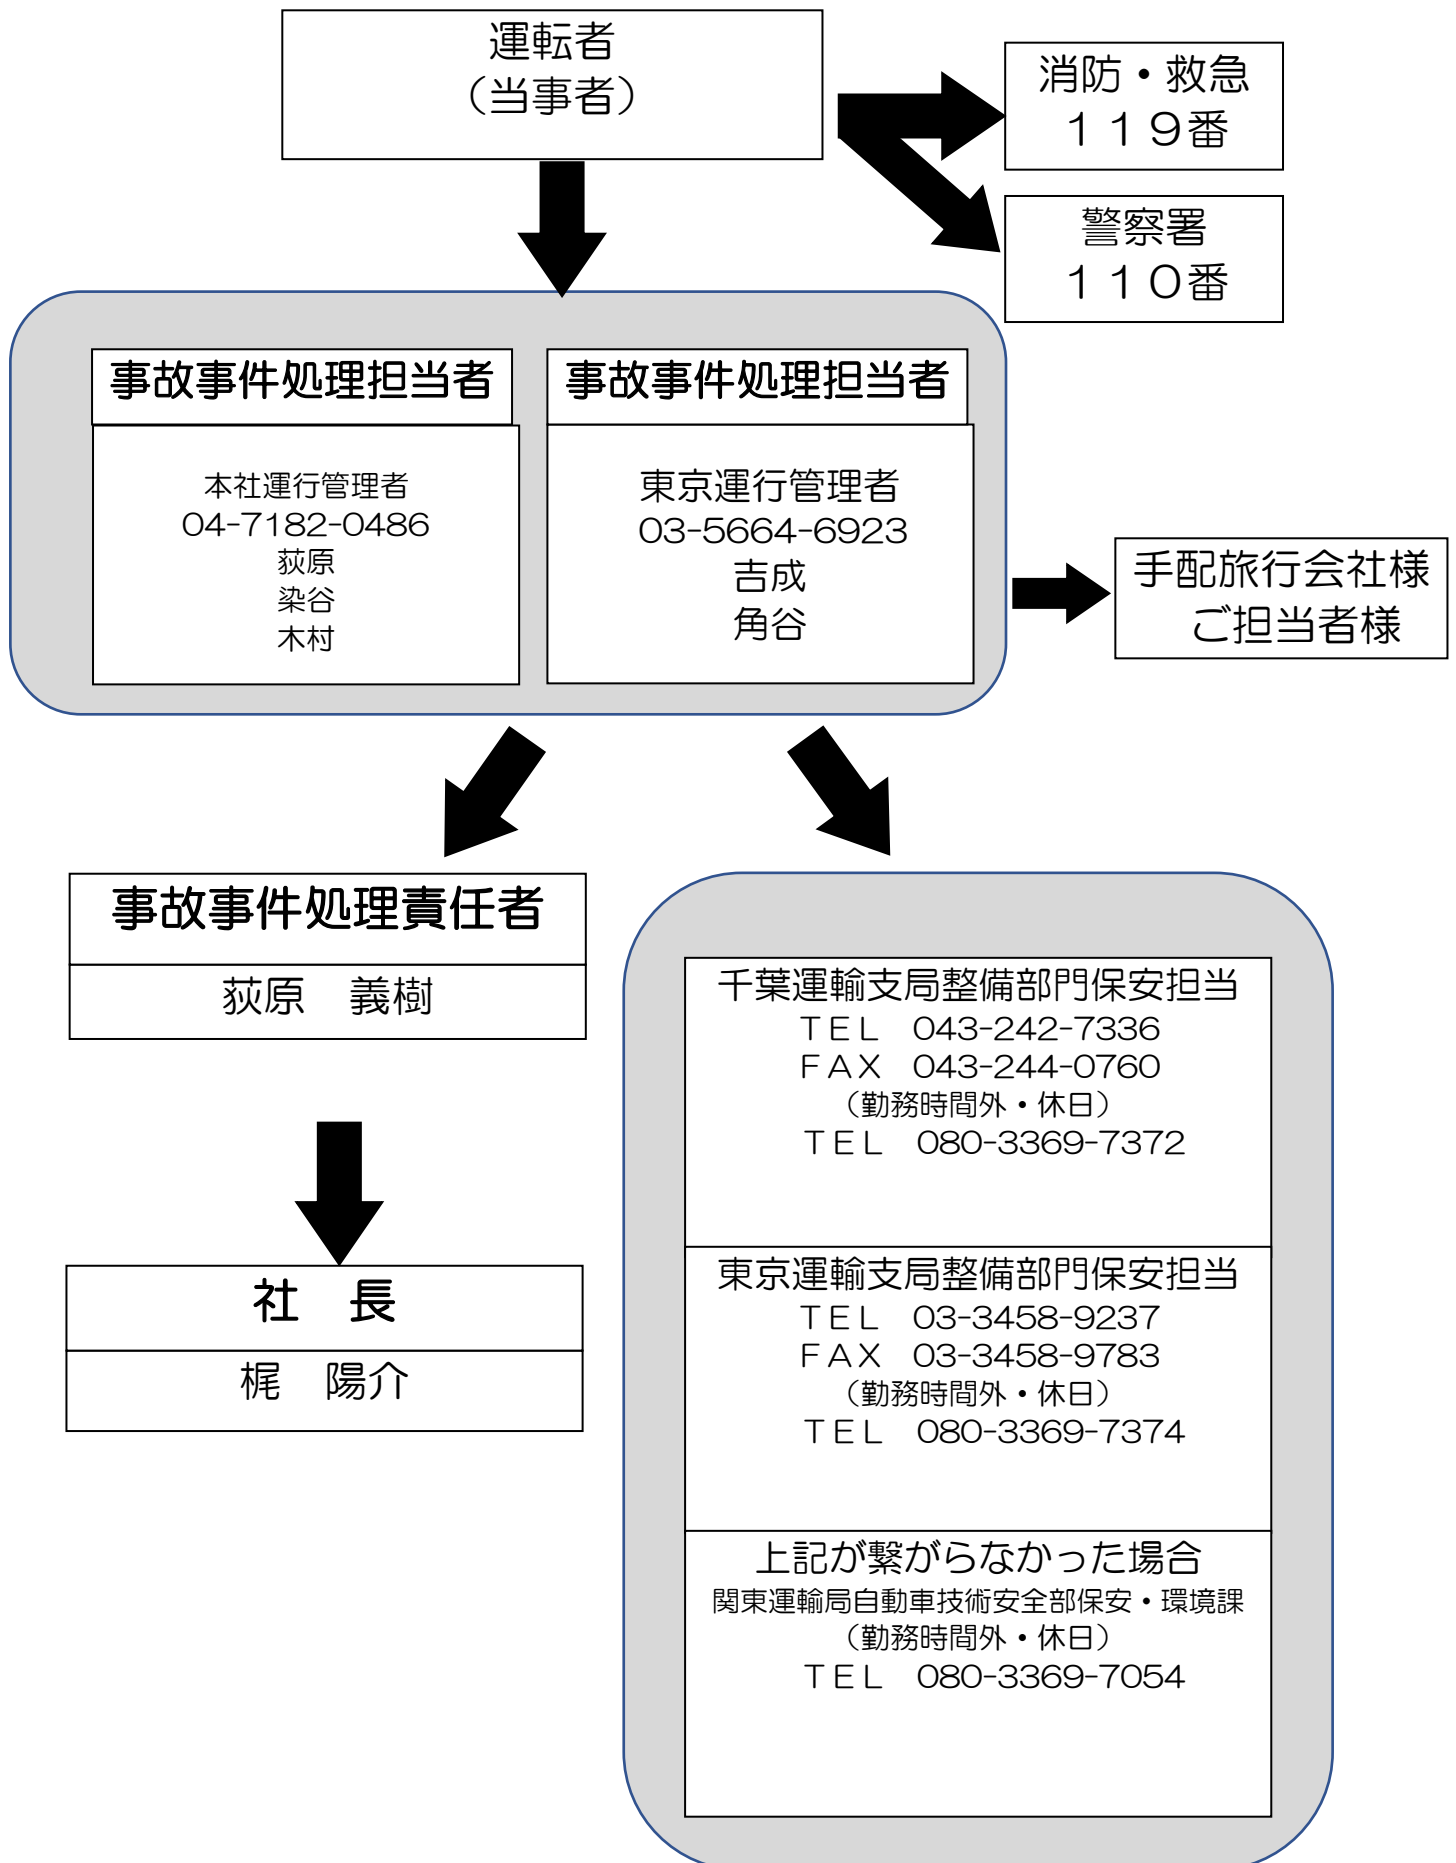 運転者
（当事者）
消防・救急
１１９番
警察署
１１０番
事故事件処理担当者
本社運行管理者
04-7182-0486
荻原
染谷
木村
事故事件処理担当者
東京運行管理者
03-5664-6923
吉成
角谷
手配旅行会社様
ご担当者様
事故事件処理責任者
荻原　義樹
社　長
梶　陽介
千葉運輸支局整備部門保安担当
ＴＥＬ　043-242-7336
ＦＡＸ　043-244-0760
（勤務時間外・休日）
ＴＥＬ　080-3369-7372
東京運輸支局整備部門保安担当
ＴＥＬ　03-3458-9237
ＦＡＸ　03-3458-9783
（勤務時間外・休日）
ＴＥＬ　080-3369-7374
上記が繋がらなかった場合
関東運輸局自動車技術安全部保安・環境課
（勤務時間外・休日）
ＴＥＬ　080-3369-7054